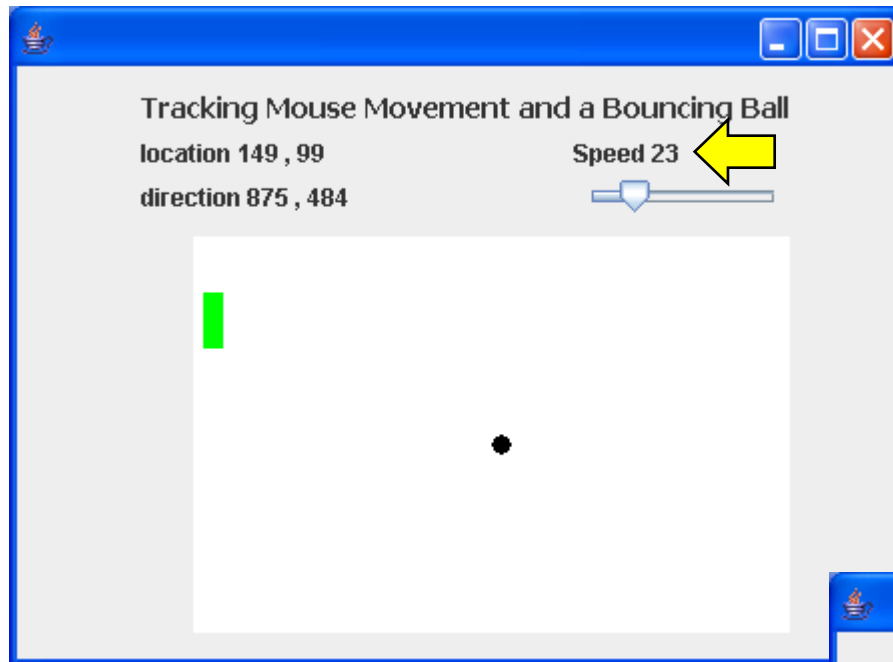 Tracking Mouse Movement and a Bouncing Ball
location 149 , 99
Speed 23
direction 875 , 484